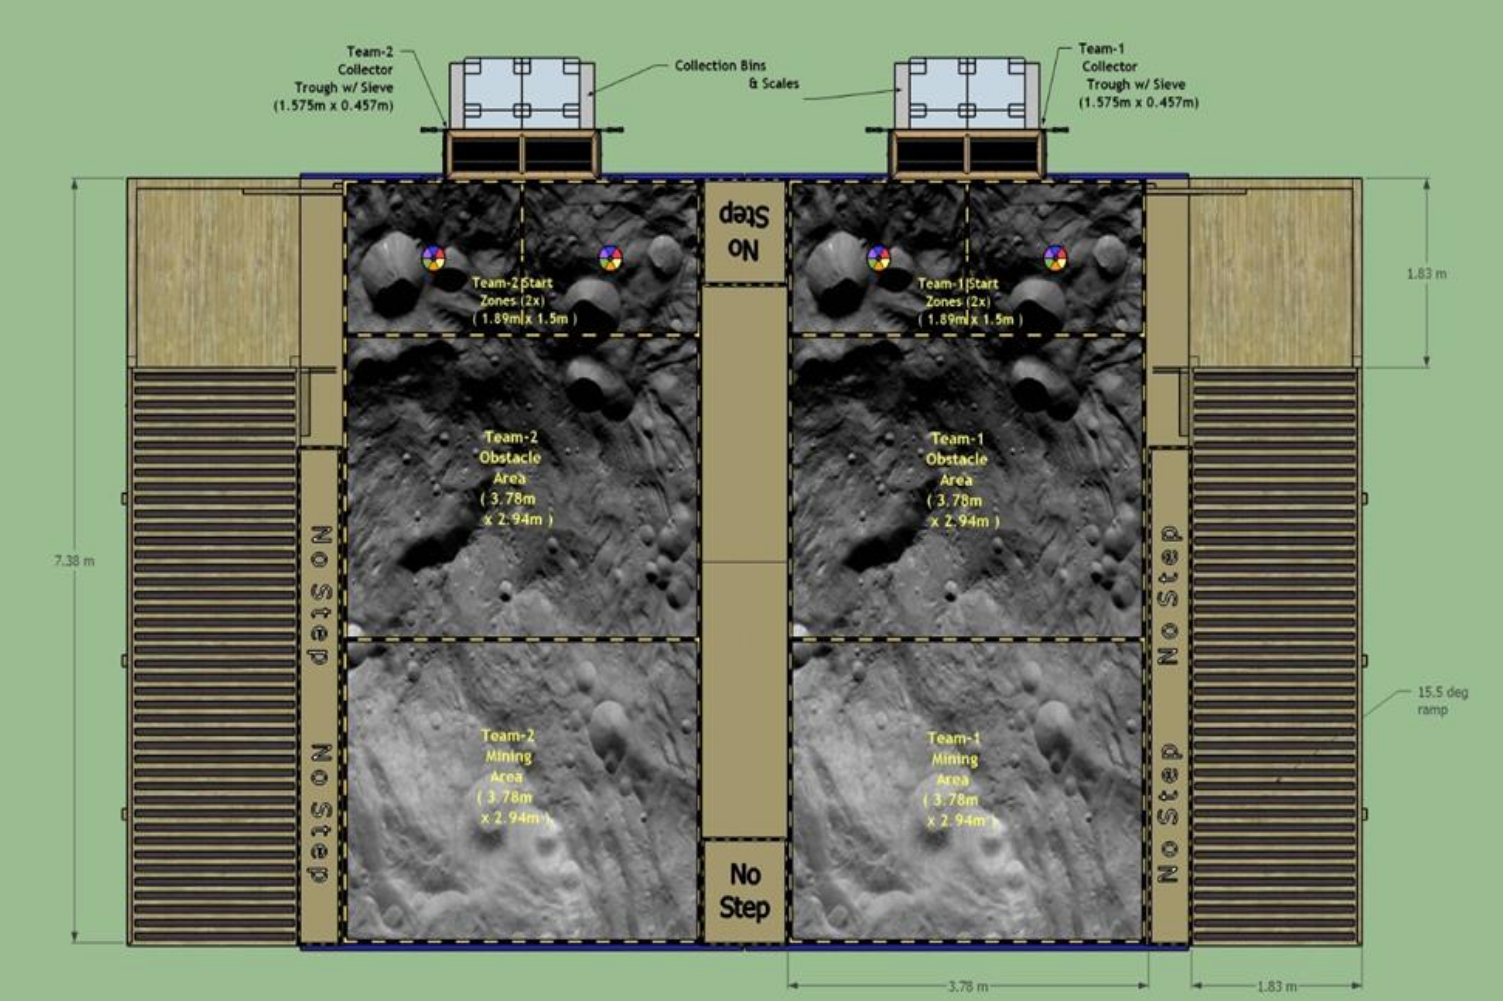 Team-2
Collector
Trough w/ Sieve
(1.575m x 0.457m)
Collection Bins
& Scales
Team-1
Collector
Trough w/ Sieve
(1.575m x 0.457m)
No
Step
Team-2 Start
Zones (2x)
( 1.89m x 1.5m )
Team-1 Start
Zones (2x)
( 1.89m x 1.5m )
1.83 m
Team-2
Obstacle
Area
( 3.78m
x 2.94m )
Team-1
Obstacle
Area
( 3.78m
x 2.94m )
7.38 m
No Step
No Step
No Step
No Step
Team-2
Mining
Area
( 3.78m
x 2.94m )
Team-1
Mining
Area
( 3.78m
x 2.94m )
15.5 deg
ramp
No
Step
3.78 m
1.83 m